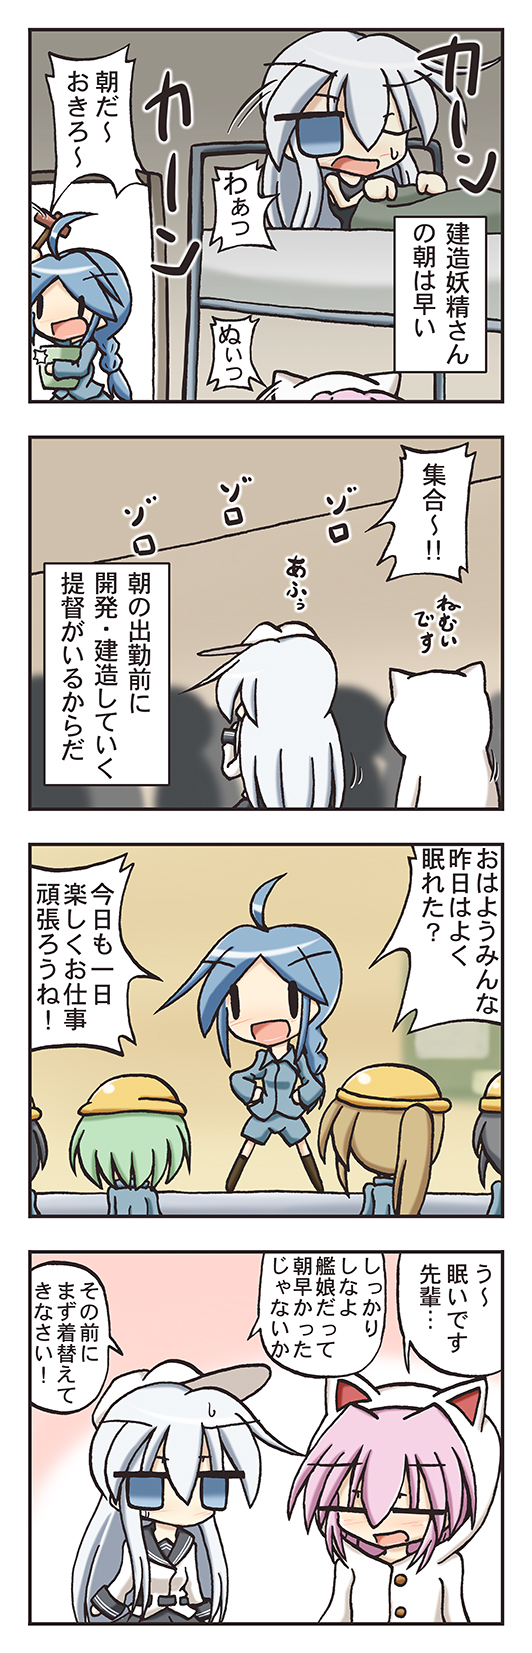 カーン
カーン
朝だ～
おきろ～
わぁっ
建造妖精さん
の朝は早い
ぬぃっ
集合～!!
ゾロ
ゾロ
ゾロ
ねむい
です
あふぅ
朝の出勤前に
開発・建造していく
提督がいるからだ
おはようみんな
昨日はよく
眠れた？
今日も一日
楽しくお仕事
頑張ろうね！
う～
眠いです
先輩…
しっかり
しなよ
艦娘だって
朝早かった
じゃないか
その前に
まず着替えて
きなさい！